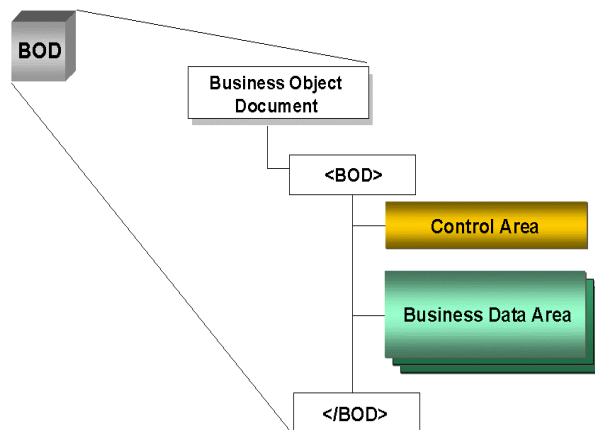 BOD
Business Object
Document
<BOD>
Control Area
Business Data Area
</BOD>